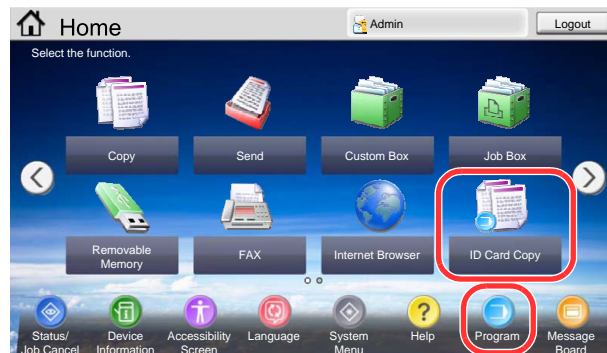 Home
Admin
Logout
Select the function.
Copy
Send
Custom Box
Job Box
Removable
Memory
FAX
Internet Browser
ID Card Copy
Status/
Job Cancel
Device
Information
Accessibility
Screen
Language
System
Menu
Help
Program
Message
Board